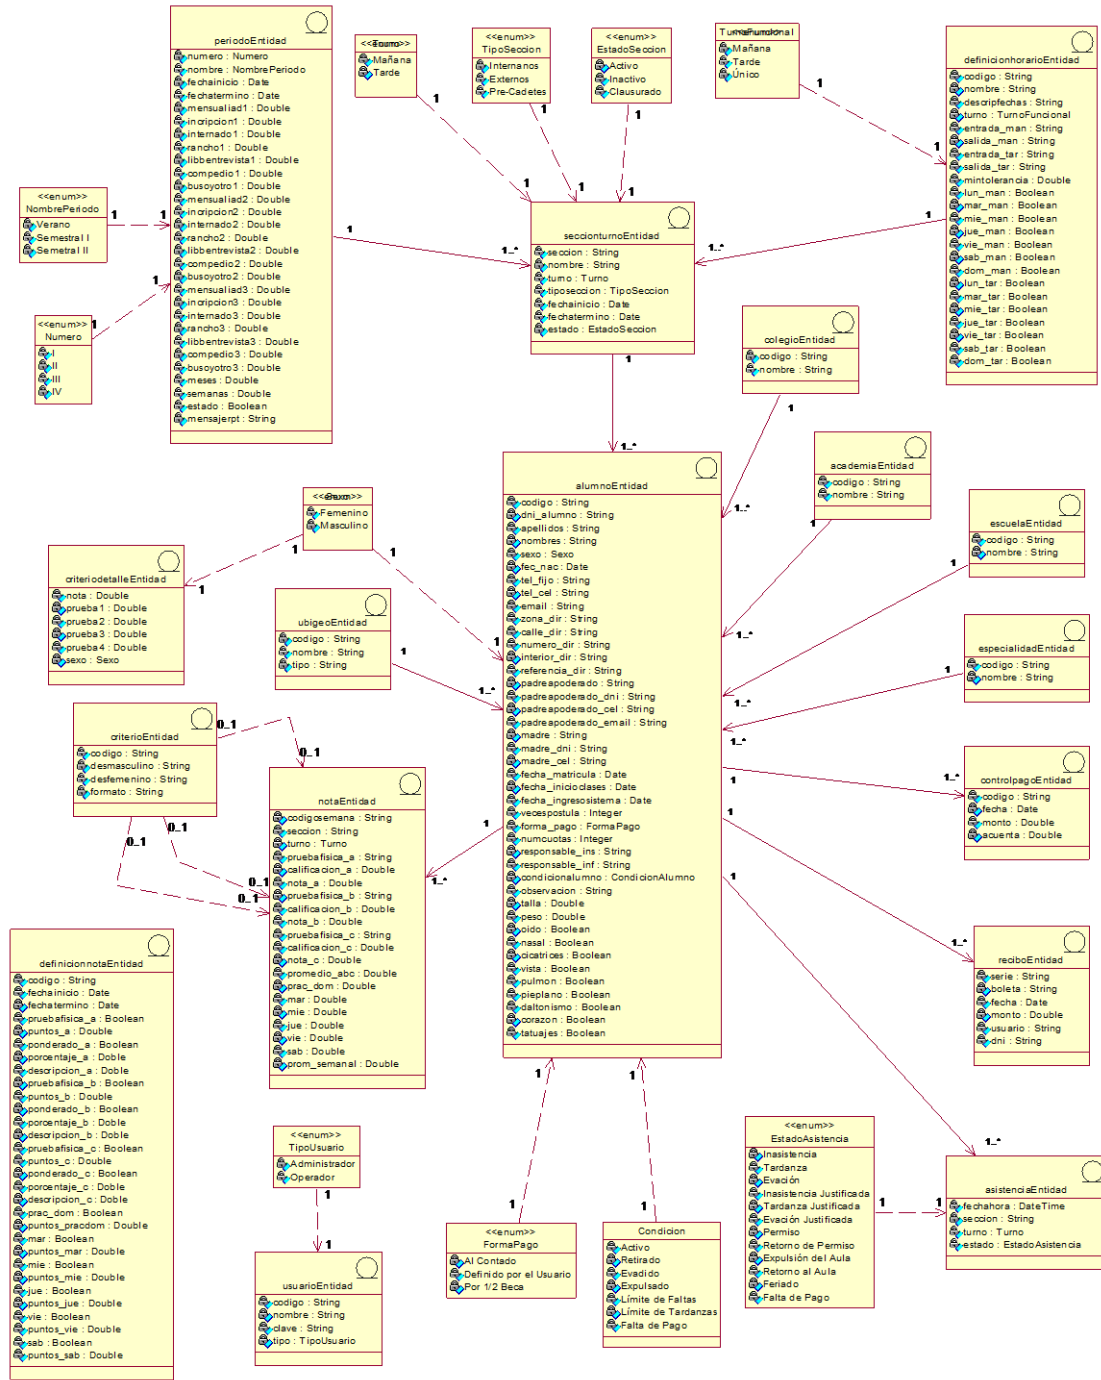 periodoEntidad
numero : Numero
nombre : NombrePeriodo
fechainicio : Date
fechatermino : Date
mensualiad1 : Double
incripcion1 : Double
internado1 : Double
rancho1 : Double
libbentrevista1 : Double
compedio1 : Double
busoyotro1 : Double
mensualiad2 : Double
incripcion2 : Double
internado2 : Double
rancho2 : Double
libbentrevista2 : Double
compedio2 : Double
busoyotro2 : Double
mensualiad3 : Double
incripcion3 : Double
internado3 : Double
rancho3 : Double
libbentrevista3 : Double
compedio3 : Double
busoyotro3 : Double
meses : Double
semanas : Double
estado : Boolean
mensajerpt : String
<<enum>>
Turno
Mañana
Tarde
<<enum>>
TipoSeccion
Internanos
Externos
Pre-Cadetes
<<enum>>
EstadoSeccion
Activo
Inactivo
Clausurado
<<enum>>
TurnoFuncional
Mañana
Tarde
Único
definicionhorarioEntidad
codigo : String
nombre : String
descripfechas : String
turno : TurnoFuncional
entrada_man : String
salida_man : String
entrada_tar : String
salida_tar : String
mintolerancia : Double
lun_man : Boolean
mar_man : Boolean
mie_man : Boolean
jue_man : Boolean
vie_man : Boolean
sab_man : Boolean
dom_man : Boolean
lun_tar : Boolean
mar_tar : Boolean
mie_tar : Boolean
jue_tar : Boolean
vie_tar : Boolean
sab_tar : Boolean
dom_tar : Boolean
<<enum>>
NombrePeriodo
Verano
Semestral I
Semetral II
<<enum>>
Numero
I
II
III
IV
seccionturnoEntidad
seccion : String
nombre : String
turno : Turno
tiposeccion : TipoSeccion
fechainicio : Date
fechatermino : Date
estado : EstadoSeccion
colegioEntidad
codigo : String
nombre : String
academiaEntidad
codigo : String
nombre : String
escuelaEntidad
codigo : String
nombre : String
especialidadEntidad
codigo : String
nombre : String
alumnoEntidad
codigo : String
dni_alumno : String
apellidos : String
nombres : String
sexo : Sexo
fec_nac : Date
tel_fijo : String
tel_cel : String
email : String
zona_dir : String
calle_dir : String
numero_dir : String
interior_dir : String
referencia_dir : String
padreapoderado : String
padreapoderado_dni : String
padreapoderado_cel : String
padreapoderado_email : String
madre : String
madre_dni : String
madre_cel : String
fecha_matricula : Date
fecha_inicioclases : Date
fecha_ingresosistema : Date
vecespostula : Integer
forma_pago : FormaPago
numcuotas : Integer
responsable_ins : String
responsable_inf : String
condicionalumno : CondicionAlumno
observacion : String
talla : Double
peso : Double
oido : Boolean
nasal : Boolean
cicatrices : Boolean
vista : Boolean
pulmon : Boolean
pieplano : Boolean
daltonismo : Boolean
corazon : Boolean
tatuajes : Boolean
<<enum>>
Sexo
Femenino
Masculino
criteriodetalleEntidad
nota : Double
prueba1 : Double
prueba2 : Double
prueba3 : Double
prueba4 : Double
sexo : Sexo
ubigeoEntidad
codigo : String
nombre : String
tipo : String
criterioEntidad
codigo : String
desmasculino : String
desfemenino : String
formato : String
notaEntidad
codigosemana : String
seccion : String
turno : Turno
pruebafisica_a : String
calificacion_a : Double
nota_a : Double
pruebafisica_b : String
calificacion_b : Double
nota_b : Double
pruebafisica_c : String
calificacion_c : Double
nota_c : Double
promedio_abc : Double
prac_dom : Double
mar : Double
mie : Double
jue : Double
vie : Double
sab : Double
prom_semanal : Double
controlpagoEntidad
codigo : String
fecha : Date
monto : Double
acuenta : Double
reciboEntidad
serie : String
boleta : String
fecha : Date
monto : Double
usuario : String
dni : String
definicionnotaEntidad
codigo : String
fechainicio : Date
fechatermino : Date
pruebafisica_a : Boolean
puntos_a : Double
ponderado_a : Boolean
porcentaje_a : Doble
descripcion_a : Doble
pruebafisica_b : Boolean
puntos_b : Double
ponderado_b : Boolean
porcentaje_b : Doble
descripcion_b : Doble
pruebafisica_c : Boolean
puntos_c : Double
ponderado_c : Boolean
porcentaje_c : Doble
descripcion_c : Doble
prac_dom : Boolean
puntos_pracdom : Double
mar : Boolean
puntos_mar : Double
mie : Boolean
puntos_mie : Double
jue : Boolean
puntos_jue : Double
vie : Boolean
puntos_vie : Double
sab : Boolean
puntos_sab : Double
<<enum>>
TipoUsuario
Administrador
Operador
usuarioEntidad
codigo : String
nombre : String
clave : String
tipo : TipoUsuario
<<enum>>
FormaPago
Al Contado
Definido por el Usuario
Por 1/2 Beca
Condicion
Activo
Retirado
Evadido
Expulsado
Límite de Faltas
Límite de Tardanzas
Falta de Pago
<<enum>>
EstadoAsistencia
Inasistencia
Tardanza
Evación
Inasistencia Justificada
Tardanza Justificada
Evación Justificada
Permiso
Retorno de Permiso
Expulsión del Aula
Retorno al Aula
Feriado
Falta de Pago
asistenciaEntidad
fechahora : DateTime
seccion : String
turno : Turno
estado : EstadoAsistencia